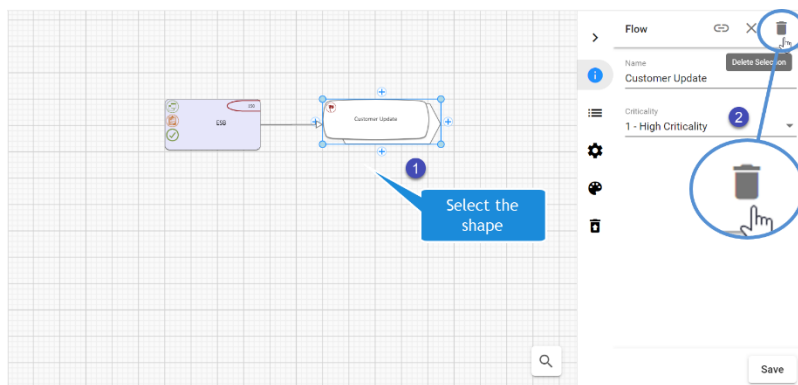 Flow
Delete Selection
Name
Customer Update
Criticality
1 - High Criticality
2
ESB
Customer Update
1
Select the
shape
Save